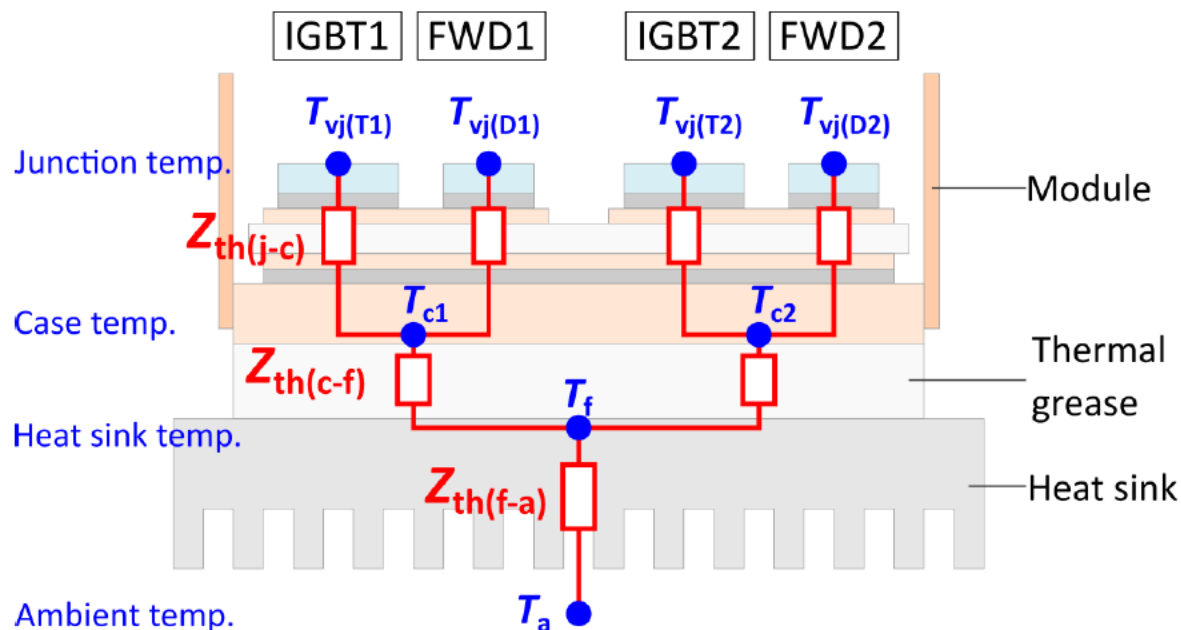 IGBT1 FWD1 IGBT2 FWD2
Tvj(T1) Tvj(D1) Tvj(T2) Tvj(D2)
Junction temp.
Module
Zth(j-c)
Tc1 Tc2
Case temp.
Thermal
grease
Zth(c-f)
Tf
Heat sink temp.
Zth(f-a)
Heat sink
Ambient temp.
Ta